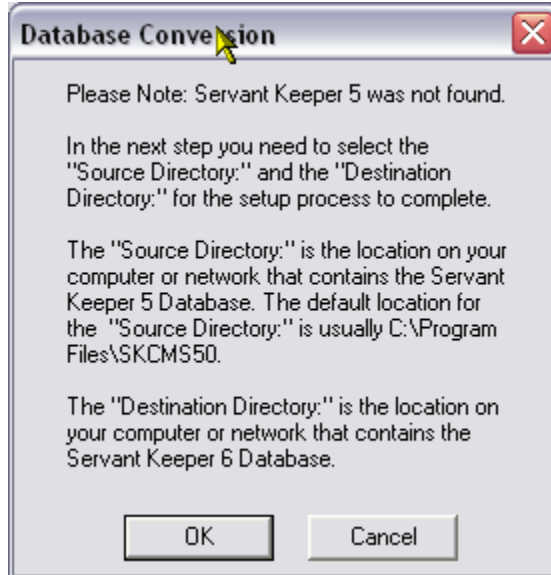 Database Conversion
Please Note: Servant Keeper 5 was not found.
In the next step you need to select the
"Source Directory:" and the "Destination
Directory:" for the setup process to complete.
The "Source Directory:" is the location on your
computer or network that contains the Servant
Keeper 5 Database. The default location for
the  "Source Directory:" is usually C:\Program
Files\SKCMS50.
The "Destination Directory:" is the location on
your computer or network that contains the
Servant Keeper 6 Database.
OK
Cancel